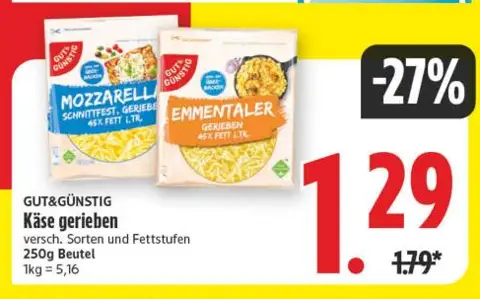 GUT&
GÜNSTIG
MOZZARELLA
SCHNITTFEST, GERIEBEN
45% FETT I.TR.
GUT&
GÜNSTIG
EMMENTALER
GERIEBEN
45% FETT I.TR.
-27%
GUT&GÜNSTIG
Käse gerieben
versch. Sorten und Fettstufen
250g Beutel
1kg = 5,16
1.29
1.79*